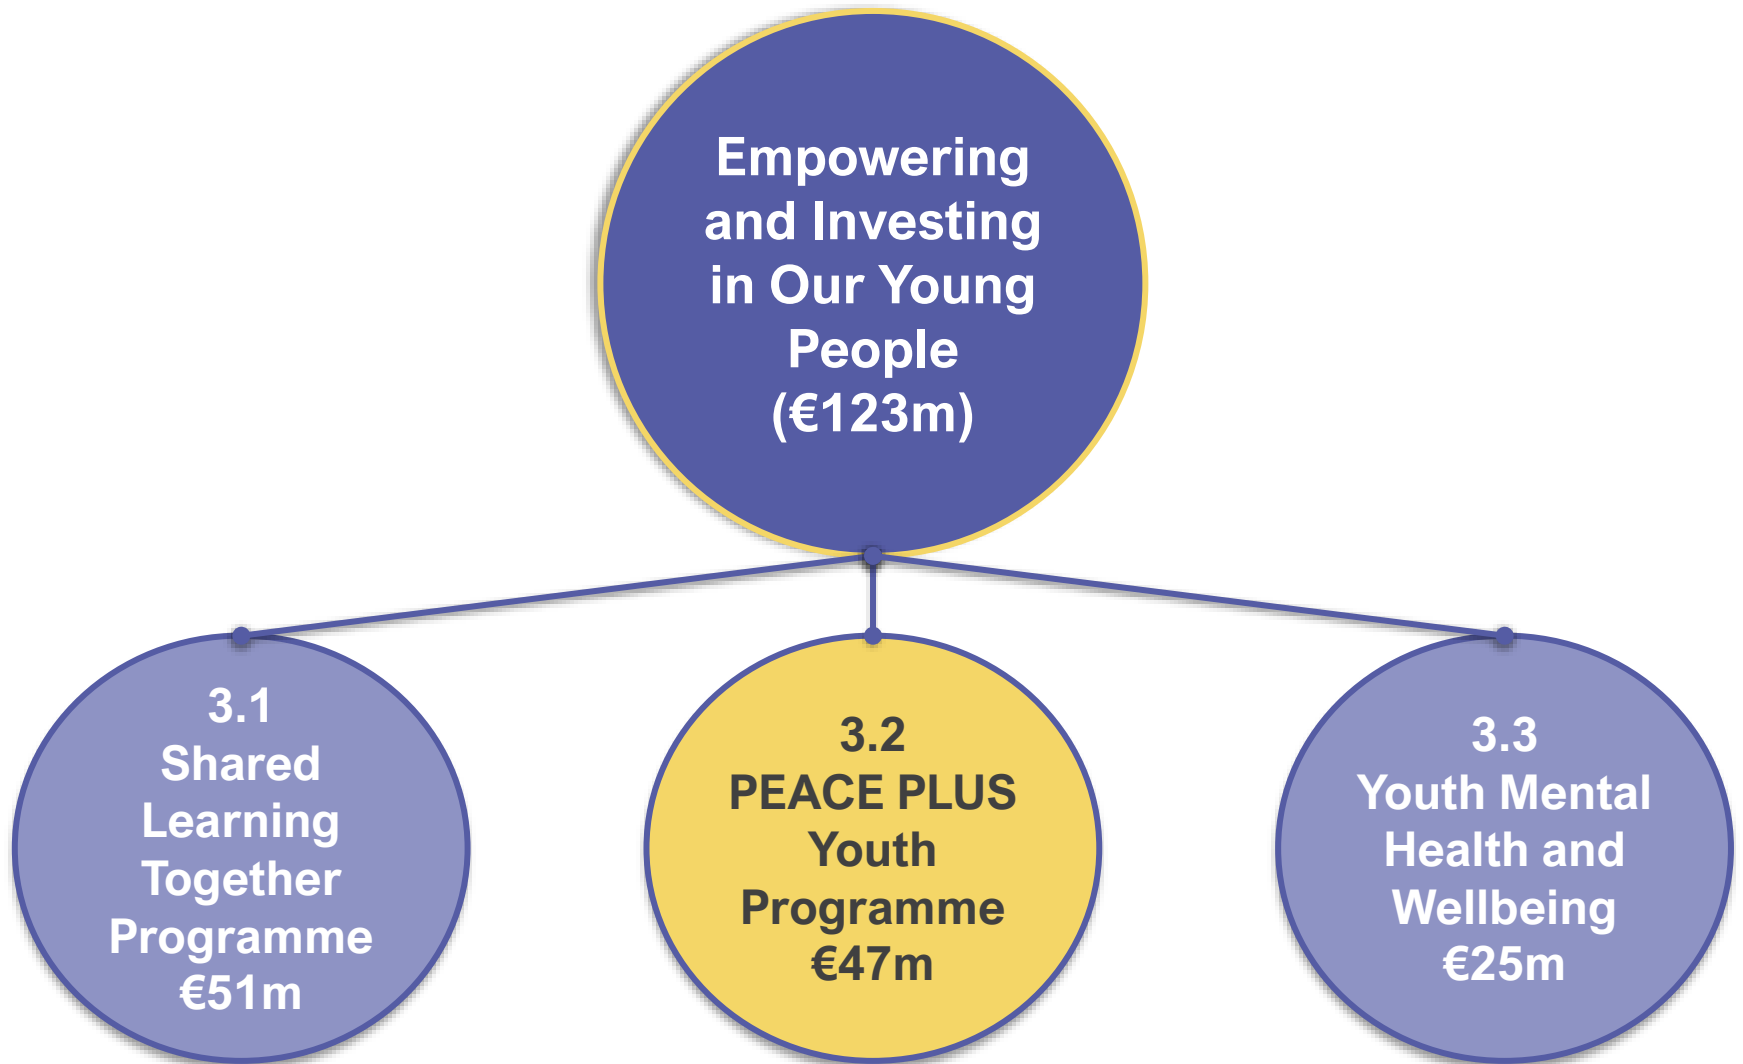 Empowering
and Investing
in Our Young
People
(€123m)
3.1
Shared
Learning
Together
Programme
€51m
3.2
PEACE PLUS
Youth
Programme
€47m
3.3
Youth Mental
Health and
Wellbeing
€25m